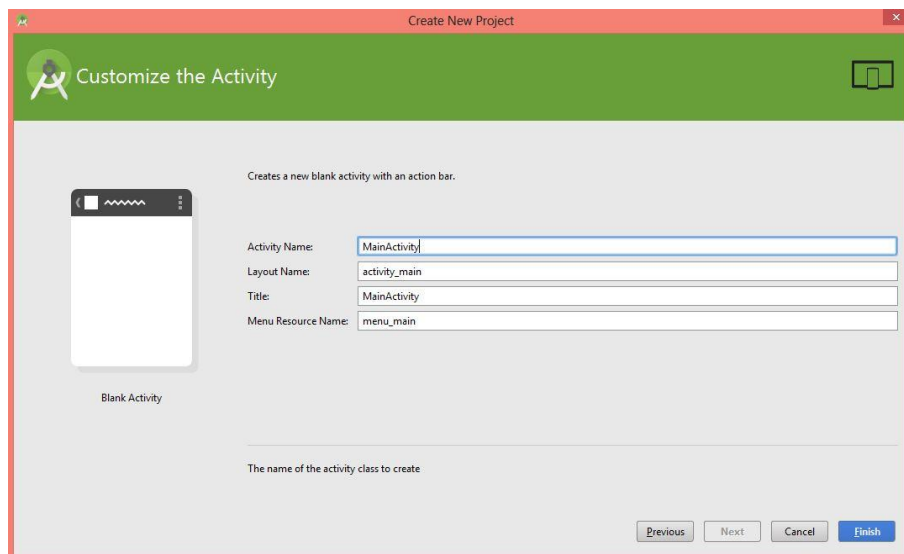 Create New Project
Customize the Activity
Creates a new blank activity with an action bar.
Activity Name: MainActivity
Layout Name: activity_main
Title: MainActivity
Menu Resource Name: menu_main
Blank Activity
The name of the activity class to create
Previous Next Cancel Finish